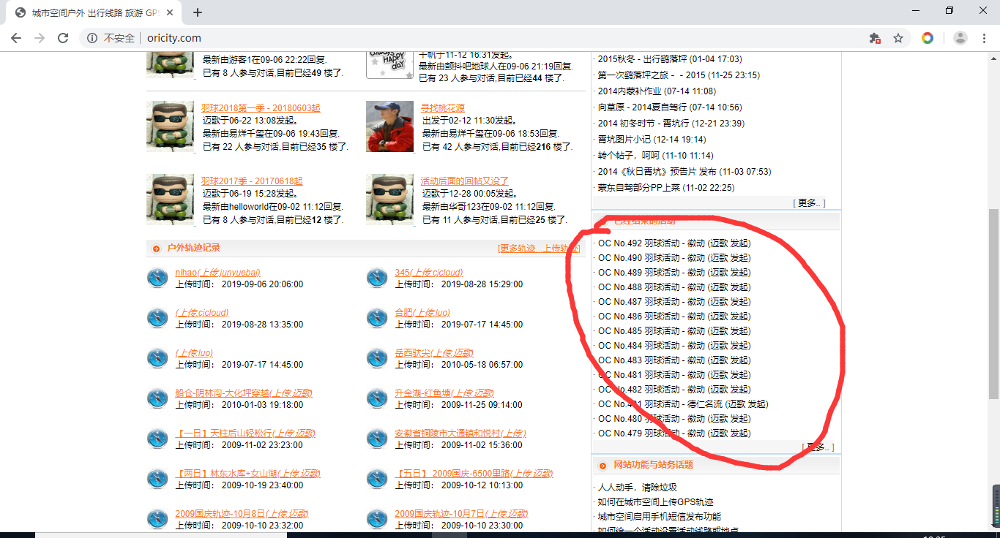 城市空间户外 出行线路 旅游 GPS
不安全
oricity.com
最新由游客1在09-06 22:22回复.
已有 8 人参与对话,目前已经49 楼了.
always HAPPY day
千帆于11-12 16:31发起。
最新由颤抖吧地球人在09-06 21:19回复.
已有 23 人参与对话,目前已经44 楼了.
羽球2018第一季 - 20180603起
迈歌于06-22 13:08发起。
最新由易烊千玺在09-06 19:43回复.
已有 22 人参与对话,目前已经35 楼了.
寻找桃花源
出发于02-12 11:30发起。
最新由易烊千玺在09-06 18:53回复.
已有 42 人参与对话,目前已经216 楼了.
羽球2017季 - 20170618起
迈歌于06-19 15:28发起。
最新由helloworld在09-02 11:12回复.
已有 8 人参与对话,目前已经12 楼了.
活动后面的回帖又没了
迈歌于12-28 00:05发起。
最新由华哥123在09-02 11:12回复.
已有 11 人参与对话,目前已经25 楼了.
户外轨迹记录
[更多轨迹...上传轨迹]
nihao(上传:junyuebai)
上传时间： 2019-09-06 20:06:00
345(上传:cjcloud)
上传时间： 2019-08-28 15:29:00
(上传:cjcloud)
上传时间： 2019-08-28 13:35:00
合肥(上传:luo)
上传时间： 2019-07-17 14:45:00
(上传:luo)
上传时间： 2019-07-17 14:45:00
岳西驮尖(上传:迈歌)
上传时间： 2010-05-18 06:57:00
船仓-阴林沟-大化坪穿越(上传:迈歌)
上传时间： 2010-01-03 19:18:00
升金湖-红鱼塘(上传:迈歌)
上传时间： 2009-11-25 09:14:00
【一日】天柱后山轻松行(上传:迈歌)
上传时间： 2009-11-02 23:23:00
安徽省铜陵市大通镇和悦村(上传:)
上传时间： 2009-11-02 15:36:00
【两日】林东水库+女山湖(上传:迈歌)
上传时间： 2009-10-19 23:40:00
【五日】 2009国庆-6500里路(上传:迈歌)
上传时间： 2009-10-12 10:13:00
2009国庆轨迹-10月8日(上传:迈歌)
上传时间： 2009-10-10 23:32:00
2009国庆轨迹-10月7日(上传:迈歌)
上传时间： 2009-10-10 23:30:00
· 2015秋冬 - 出行鹞落坪 (01-04 17:03)
· 第一次鹞落坪之旅 - - 2015 (11-25 23:15)
· 2014内蒙补作业 (07-14 11:08)
· 向草原 - 2014夏自驾行 (07-14 10:56)
· 2014 初冬时节 - 霄坑行 (12-21 23:39)
· 霄坑图片小记 (12-14 19:14)
· 转个帖子，呵呵 (11-10 11:14)
· 2014《秋日霄坑》预告片 发布 (11-03 07:53)
· 蒙东自驾部分PP上菜 (11-02 22:25)
[ 更多.. ]
已经结束的活动
· OC No.492 羽球活动 - 徽动 (迈歌 发起)
· OC No.490 羽球活动 - 徽动 (迈歌 发起)
· OC No.489 羽球活动 - 徽动 (迈歌 发起)
· OC No.488 羽球活动 - 徽动 (迈歌 发起)
· OC No.487 羽球活动 - 徽动 (迈歌 发起)
· OC No.486 羽球活动 - 徽动 (迈歌 发起)
· OC No.485 羽球活动 - 徽动 (迈歌 发起)
· OC No.484 羽球活动 - 徽动 (迈歌 发起)
· OC No.483 羽球活动 - 徽动 (迈歌 发起)
· OC No.481 羽球活动 - 徽动 (迈歌 发起)
· OC No.482 羽球活动 - 徽动 (迈歌 发起)
· OC No.491 羽球活动 - 德仁名流 (迈歌 发起)
· OC No.480 羽球活动 - 徽动 (迈歌 发起)
· OC No.479 羽球活动 - 徽动 (迈歌 发起)
[ 更多.. ]
网站功能与站务话题
· 人人动手，清除垃圾
· 如何在城市空间上传GPS轨迹
· 城市空间启用手机短信发布功能
· 如何给一个活动设置活动线路或地点